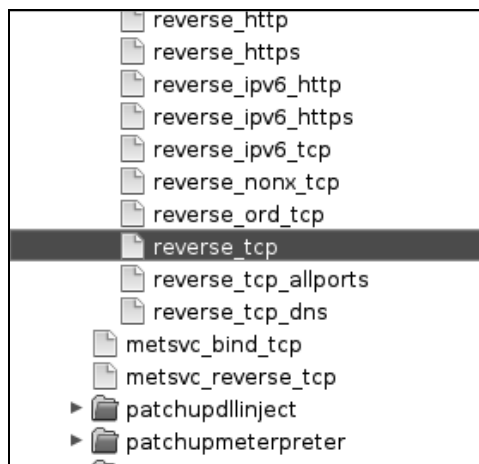 reverse_http
reverse_https
reverse_ipv6_http
reverse_ipv6_https
reverse_ipv6_tcp
reverse_nonx_tcp
reverse_ord_tcp
reverse_tcp
reverse_tcp_allports
reverse_tcp_dns
metsvc_bind_tcp
metsvc_reverse_tcp
patchupdllinject
patchupmeterpreter